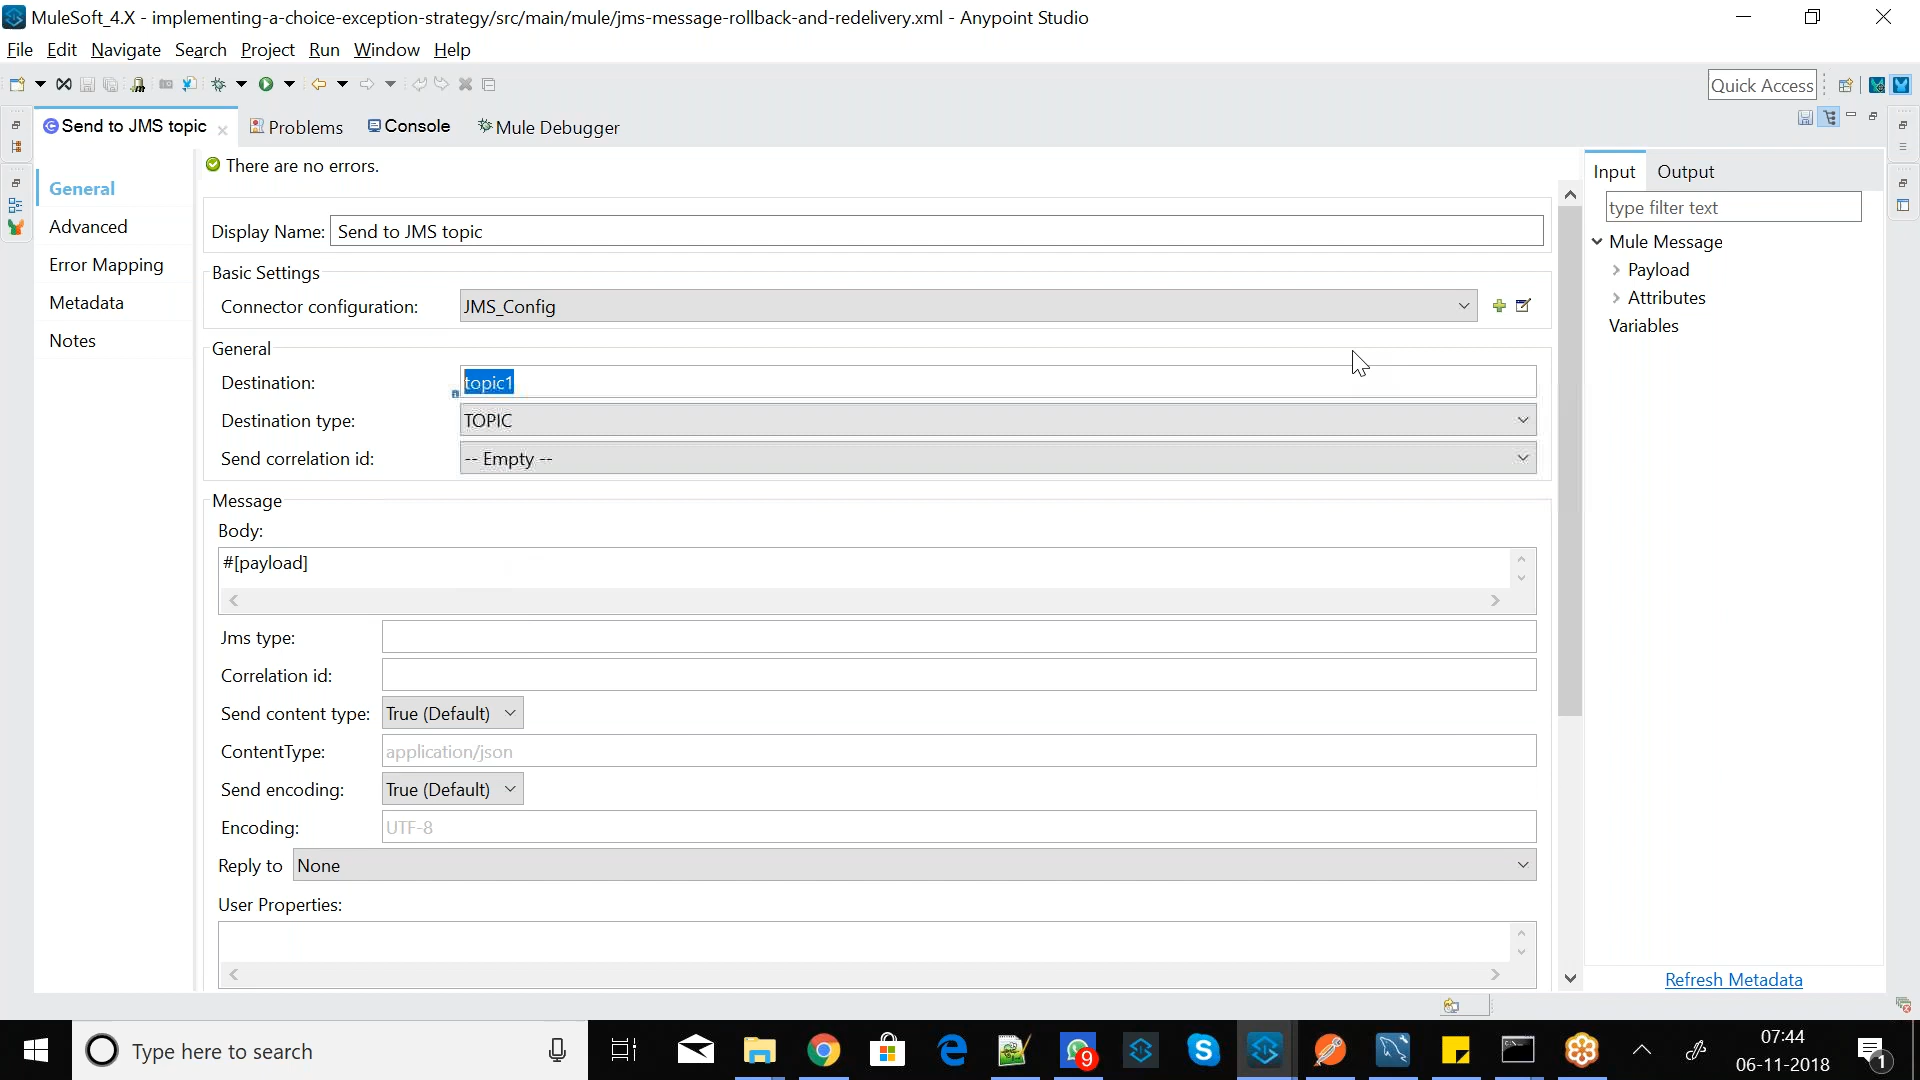 MuleSoft_4.X - implementing-a-choice-exception-strategy/src/main/mule/jms-message-rollback-and-redelivery.xml - Anypoint Studio
File Edit Navigate Search Project Run Window Help
Quick Access
Send to JMS topic Problems Console Mule Debugger
General
Advanced
Error Mapping
Metadata
Notes
There are no errors.
Display Name: Send to JMS topic
Basic Settings
Connector configuration: JMS_Config
General
Destination: topic1
Destination type: TOPIC
Send correlation id: -- Empty --
Message
Body:
#[payload]
Jms type:
Correlation id:
Send content type: True (Default)
ContentType: application/json
Send encoding: True (Default)
Encoding: UTF-8
Reply to None
User Properties:
Input Output
type filter text
Mule Message
Payload
Attributes
Variables
Refresh Metadata
Type here to search
9
07:44
06-11-2018
1